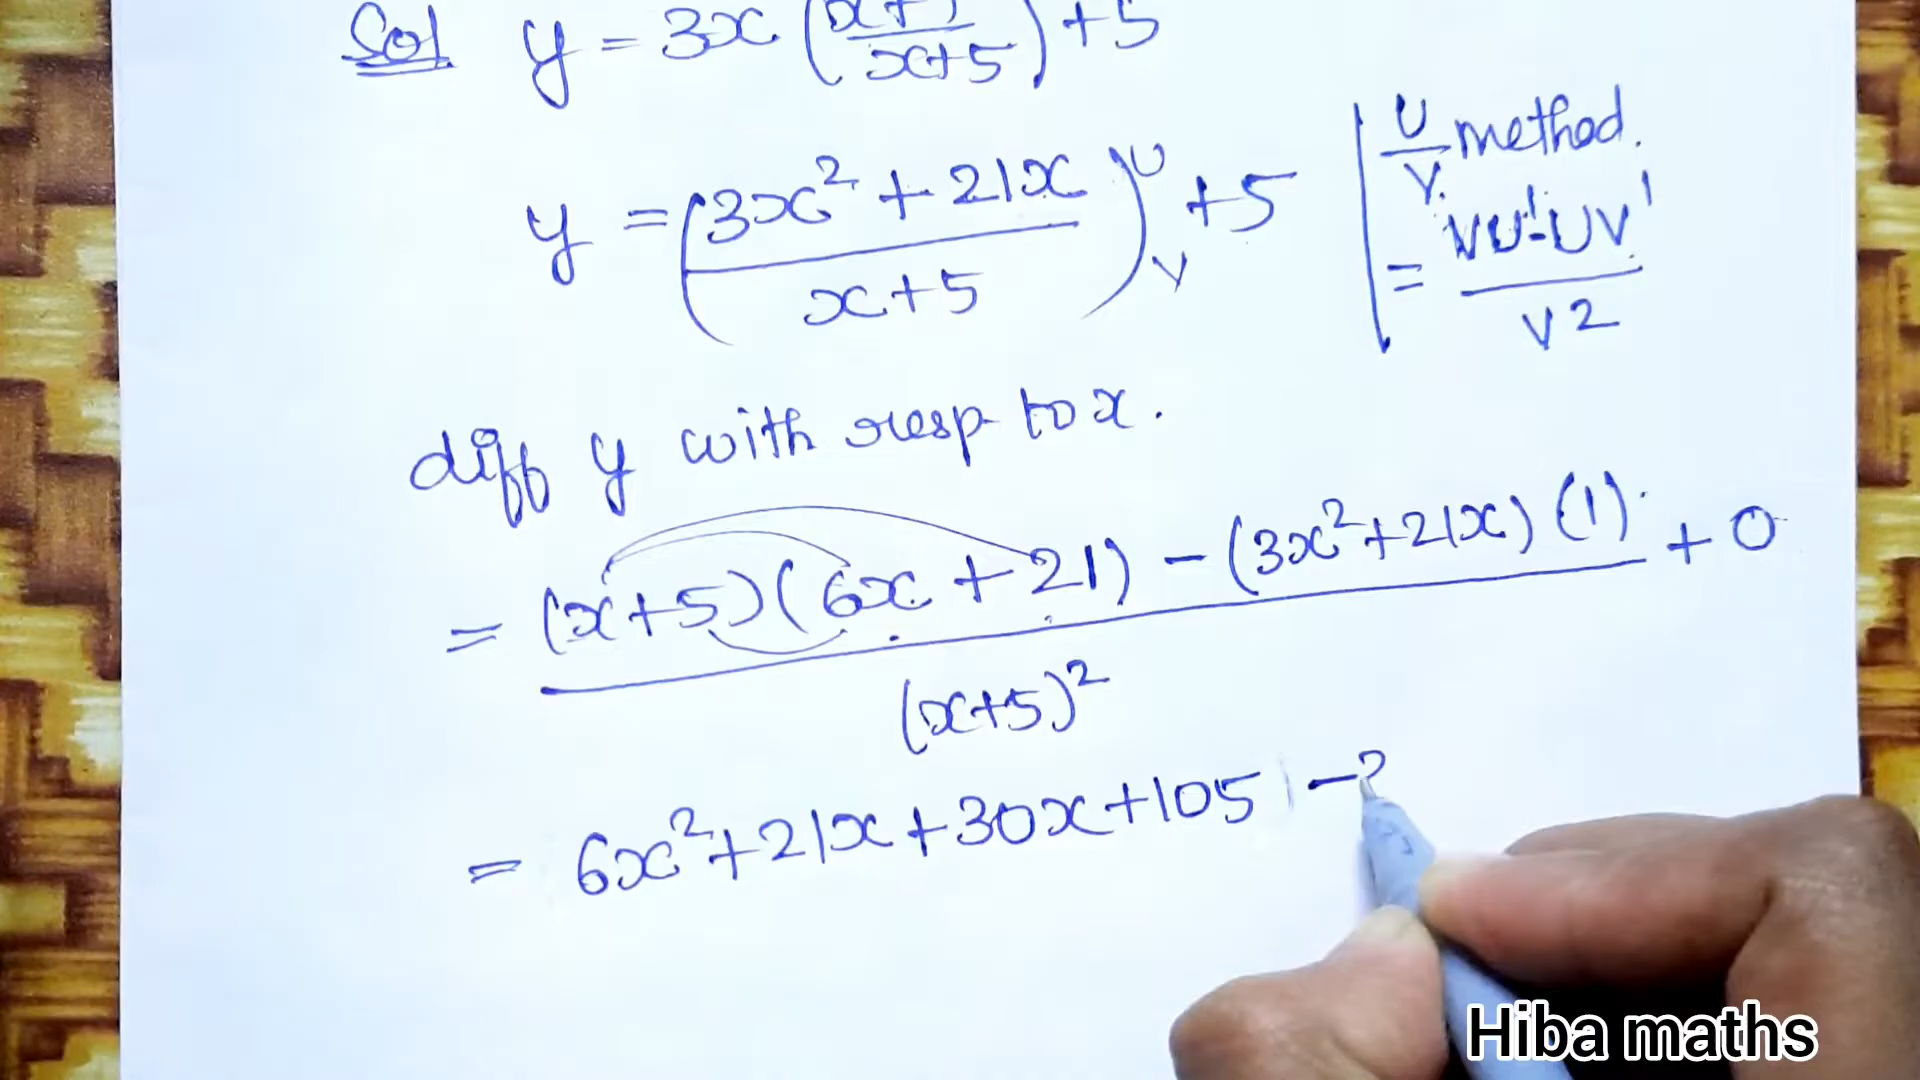 Sol y = 3x (x+7/x+5) + 5
y = (3x² + 21x / x+5) U V + 5
U/V method.
= VU' - UV' / V2
diff y with resp to x.
= (x+5)(6x + 21) - (3x² + 21x)(1) / (x+5)² + 0
= 6x² + 21x + 30x + 105 -
Hiba maths